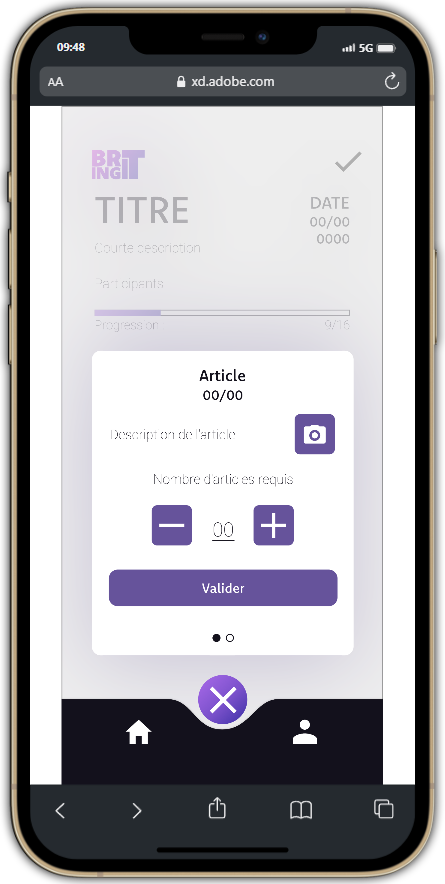 09:48
5G
AA
xd.adobe.com
BRING IT
TITRE
DATE
00/00
0000
Courte description
Participants
Progression
9/16
Article
00/00
Description de l'article
Nombre d'articles requis
00
Valider